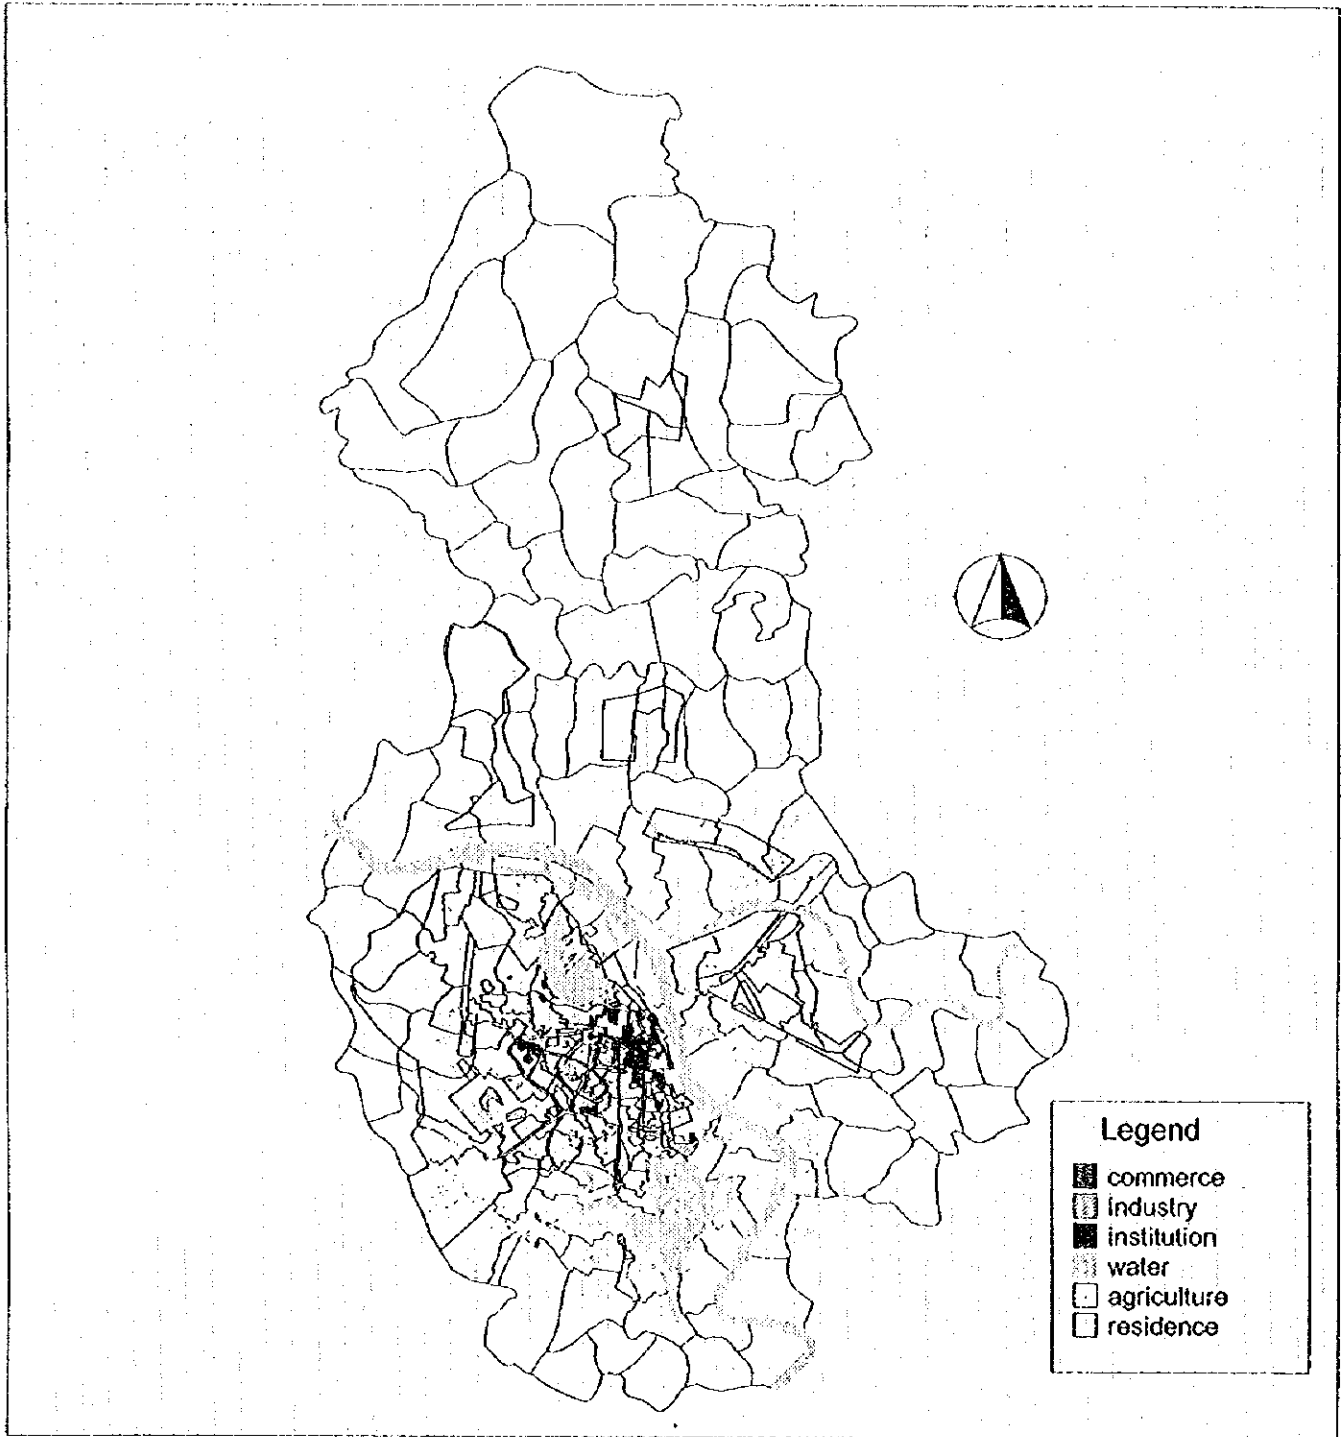 Legend
commerce
industry
institution
water
agriculture
residence